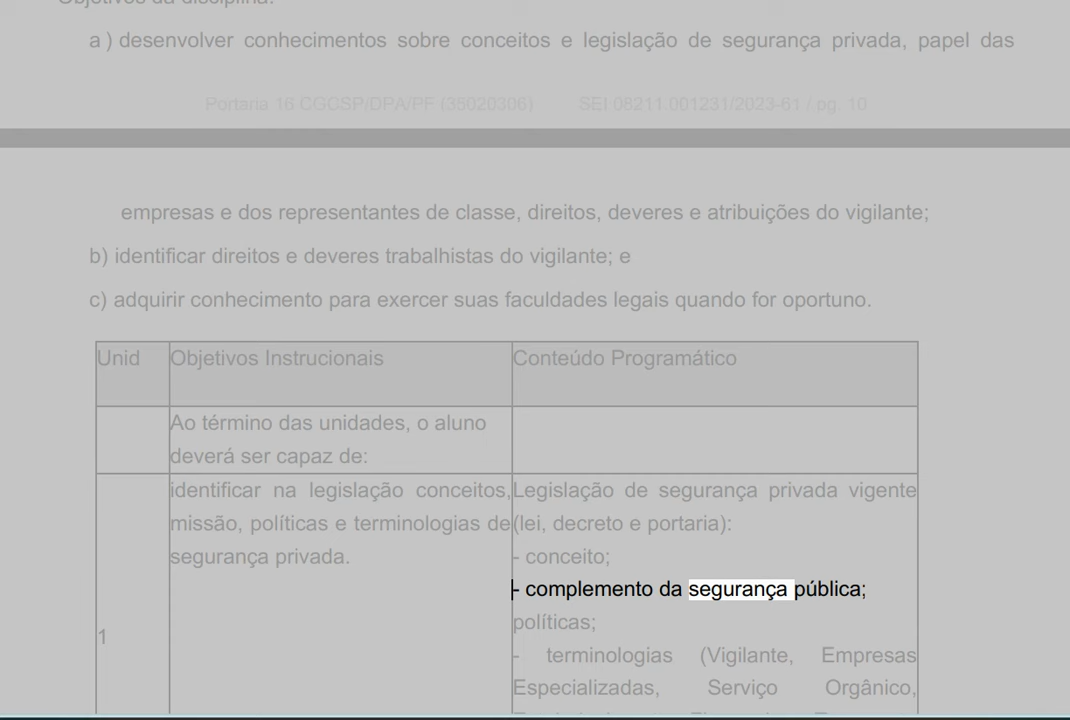 Objetivos da disciplina:
a ) desenvolver conhecimentos sobre conceitos e legislação de segurança privada, papel das
Portaria 16 CGCSP/DPA/PF (35020306) SEI 08211.001231/2023-61 / pg. 10
empresas e dos representantes de classe, direitos, deveres e atribuições do vigilante;
b) identificar direitos e deveres trabalhistas do vigilante; e
c) adquirir conhecimento para exercer suas faculdades legais quando for oportuno.
Unid Objetivos Instrucionais Conteúdo Programático
Ao término das unidades, o aluno
deverá ser capaz de:
identificar na legislação conceitos,
missão, políticas e terminologias de
segurança privada.
Legislação de segurança privada vigente
(lei, decreto e portaria):
- conceito;
- complemento da segurança pública;
políticas;
1
- terminologias (Vigilante, Empresas
Especializadas, Serviço Orgânico,